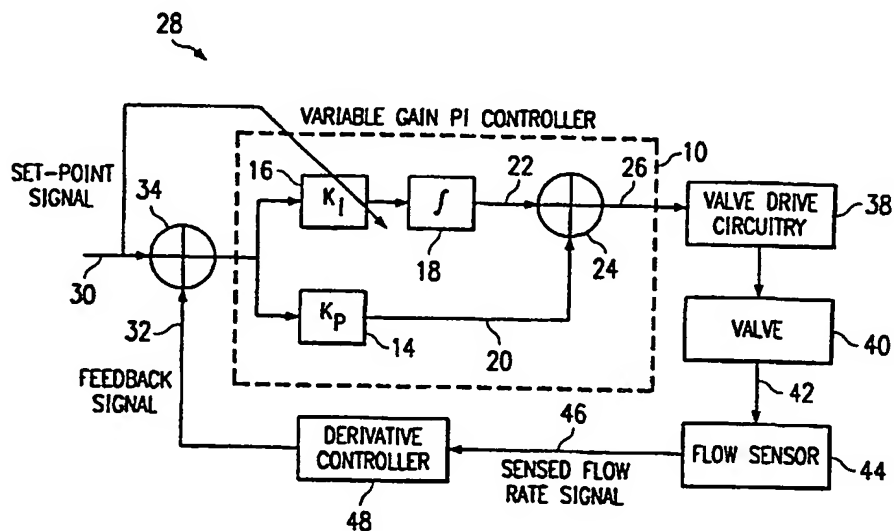 28
VARIABLE GAIN PI CONTROLLER
10
SET-POINT
SIGNAL
34
16
K I
∫
18
22
26
24
VALVE DRIVE
CIRCUITRY
38
30
32
K P
14
20
VALVE
40
42
FEEDBACK
SIGNAL
DERIVATIVE
CONTROLLER
48
46
SENSED FLOW
RATE SIGNAL
FLOW SENSOR
44